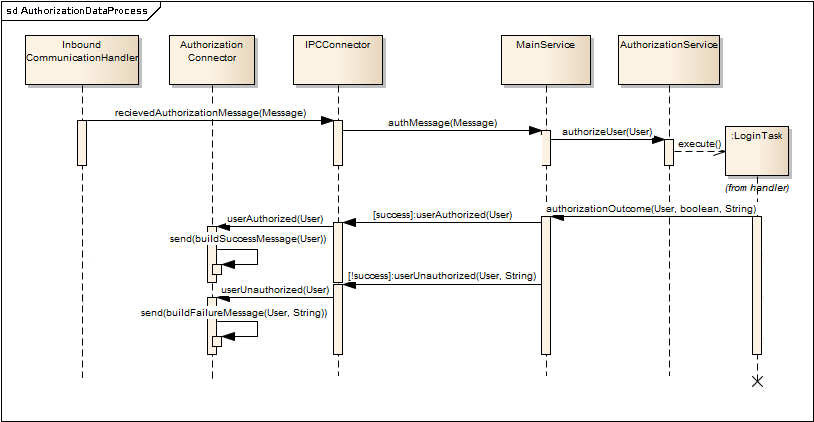 sd AuthorizationDataProcess
Inbound
CommunicationHandler
Authorization
Connector
IPCConnector
MainService
AuthorizationService
recievedAuthorizationMessage(Message)
authMessage(Message)
authorizeUser(User)
execute()
:LoginTask
(from handler)
authorizationOutcome(User, boolean, String)
[success]:userAuthorized(User)
userAuthorized(User)
send(buildSuccessMessage(User))
[!success]:userUnauthorized(User, String)
userUnauthorized(User)
send(buildFailureMessage(User, String))